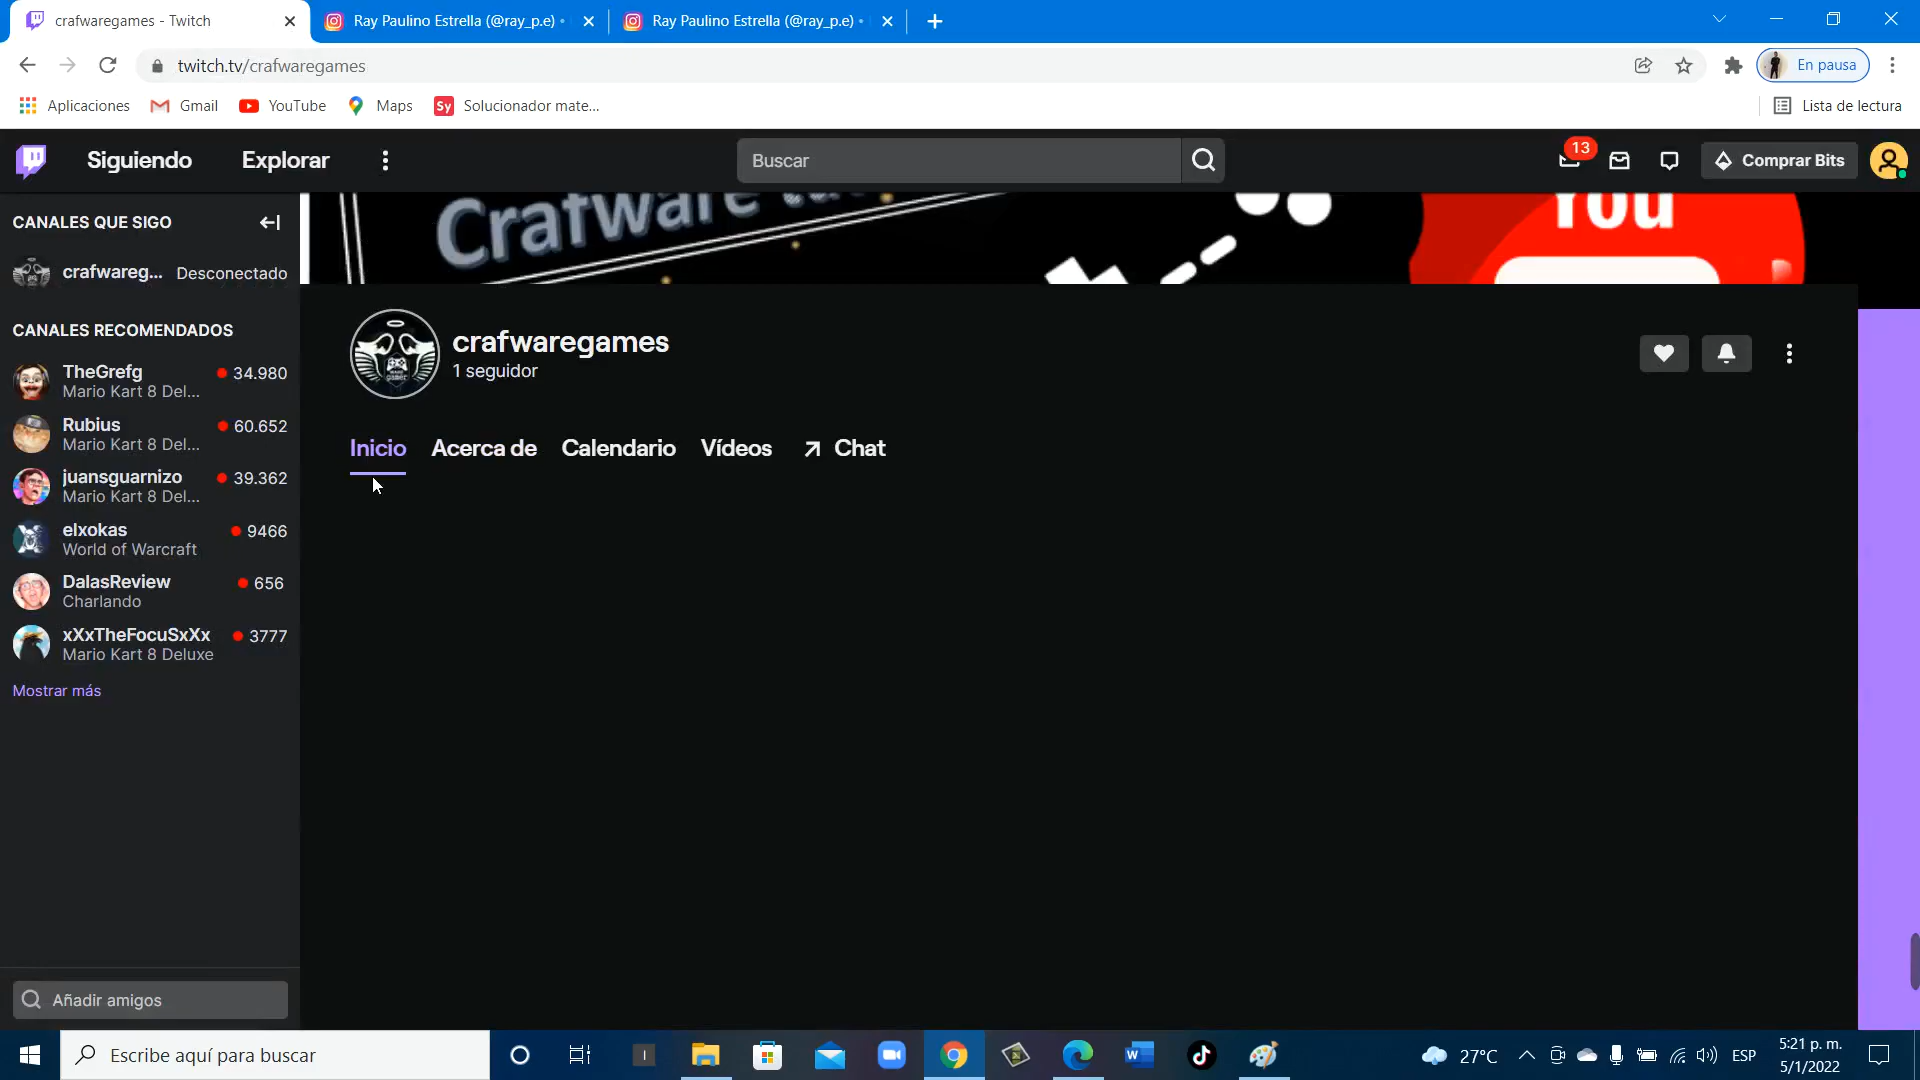 crafwaregames - Twitch
Ray Paulino Estrella (@ray_p.e) •
Ray Paulino Estrella (@ray_p.e) •
twitch.tv/crafwaregames
En pausa
Aplicaciones
Gmail
YouTube
Maps
Sy
Solucionador mate...
Lista de lectura
Siguiendo
Explorar
Buscar
13
Comprar Bits
CANALES QUE SIGO
crafwareg...
Desconectado
CANALES RECOMENDADOS
TheGrefg
34.980
Mario Kart 8 Del...
Rubius
60.652
Mario Kart 8 Del...
juansguarnizo
39.362
Mario Kart 8 Del...
elxokas
9466
World of Warcraft
DalasReview
656
Charlando
xXxTheFocuSxXx
3777
Mario Kart 8 Deluxe
Mostrar más
Añadir amigos
Crafware
You
crafwaregames
1 seguidor
Inicio
Acerca de
Calendario
Vídeos
Chat
Escribe aquí para buscar
27°C
ESP
5:21 p. m.
5/1/2022